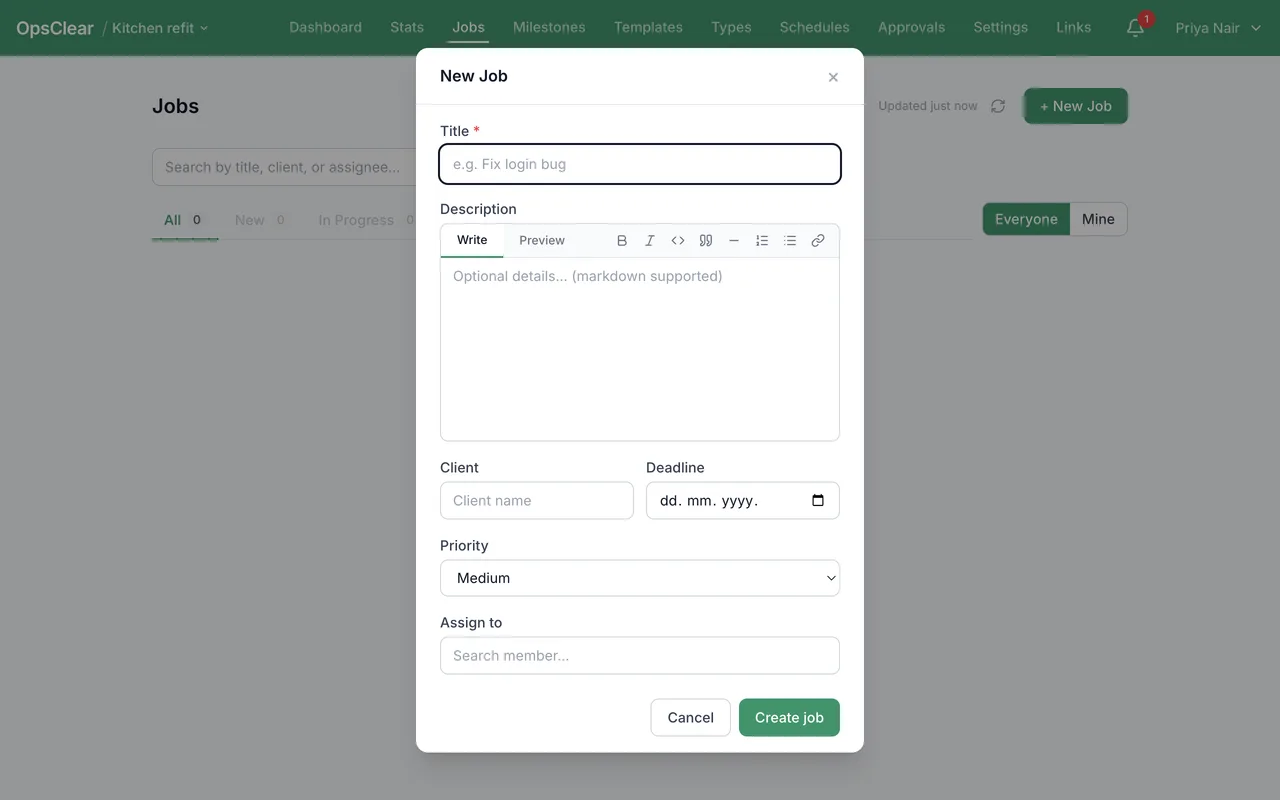 OpsClear / Kitchen refit Dashboard Stats Jobs Milestones Templates Types Schedules Approvals Settings Links 1 Priya Nair
New Job
Jobs
Updated just now
+ New Job
Title *
e.g. Fix login bug
Search by title, client, or assignee...
Description
All 0 New 0 In Progress 0
Everyone Mine
Write Preview
Optional details... (markdown supported)
Client Deadline
Client name dd. mm. yyyy.
Priority
Medium
Assign to
Search member...
Cancel Create job